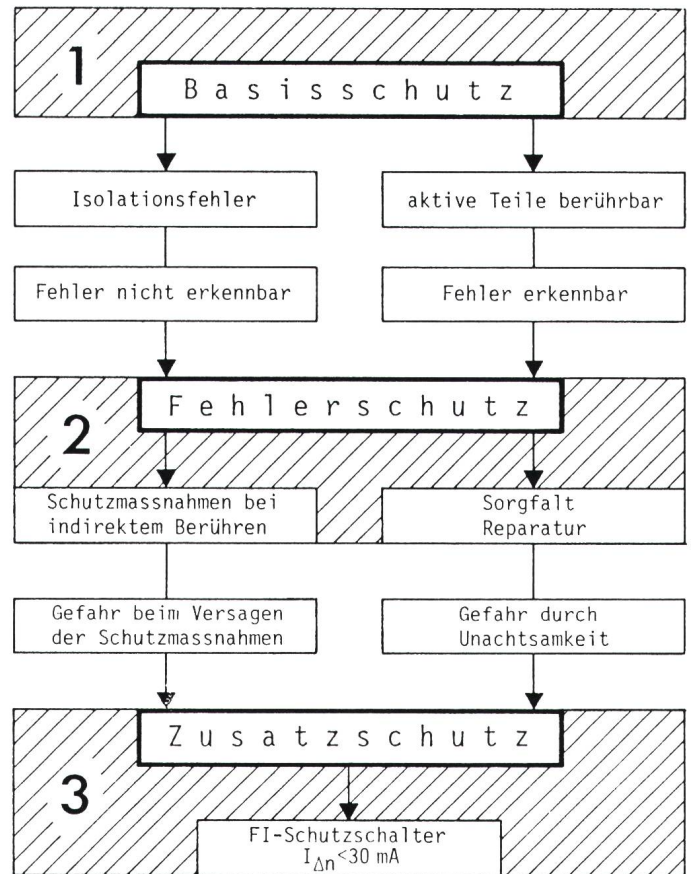 1
Basisschutz
Isolationsfehler
aktive Teile berührbar
Fehler nicht erkennbar
Fehler erkennbar
2
Fehlerschutz
Schutzmassnahmen bei
indirektem Berühren
Sorgfalt
Reparatur
Gefahr beim Versagen
der Schutzmassnahmen
Gefahr durch
Unachtsamkeit
3
Zusatzschutz
FI-Schutzschalter
IΔn<30 mA